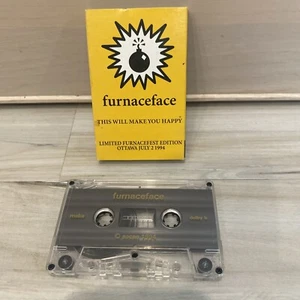 furnaceface
THIS WILL MAKE YOU HAPPY
LIMITED FURNACEFEST EDITION
OTTAWA JULY 2 1994
furnaceface